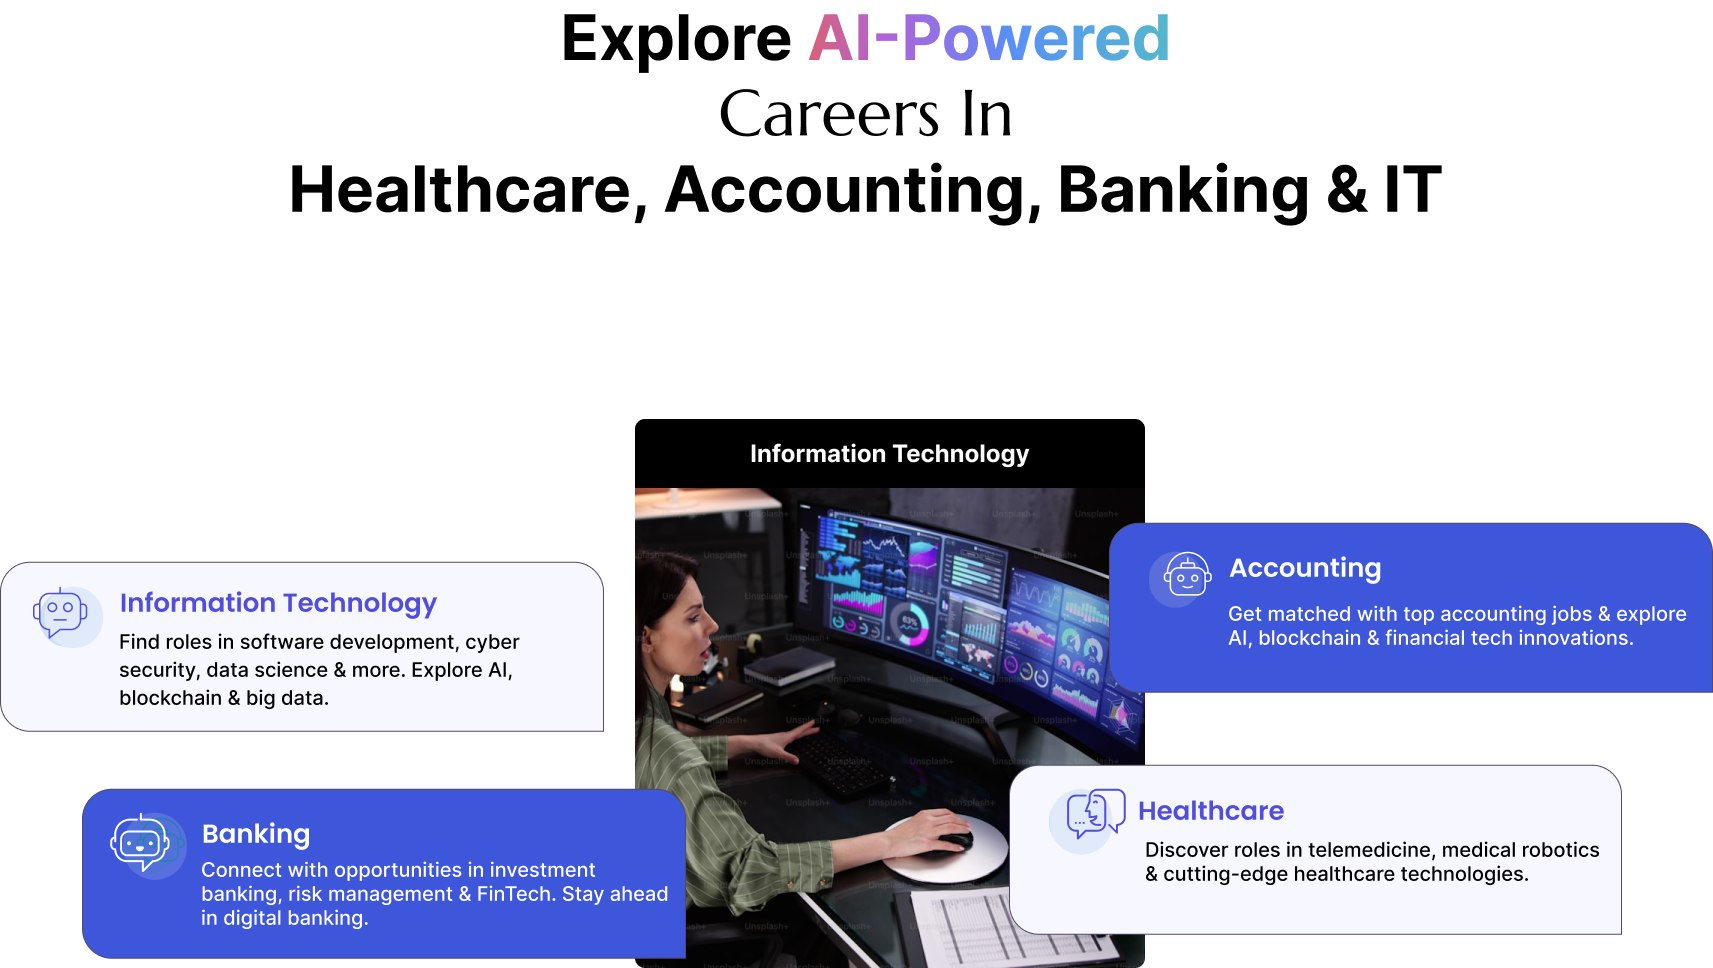 Explore AI-Powered
Careers In
Healthcare, Accounting, Banking & IT
Information Technology
Information Technology
Find roles in software development, cyber
security, data science & more. Explore AI,
blockchain & big data.
Banking
Connect with opportunities in investment
banking, risk management & FinTech. Stay ahead
in digital banking.
Accounting
Get matched with top accounting jobs & explore
AI, blockchain & financial tech innovations.
Healthcare
Discover roles in telemedicine, medical robotics
& cutting-edge healthcare technologies.
Unsplash+
63%